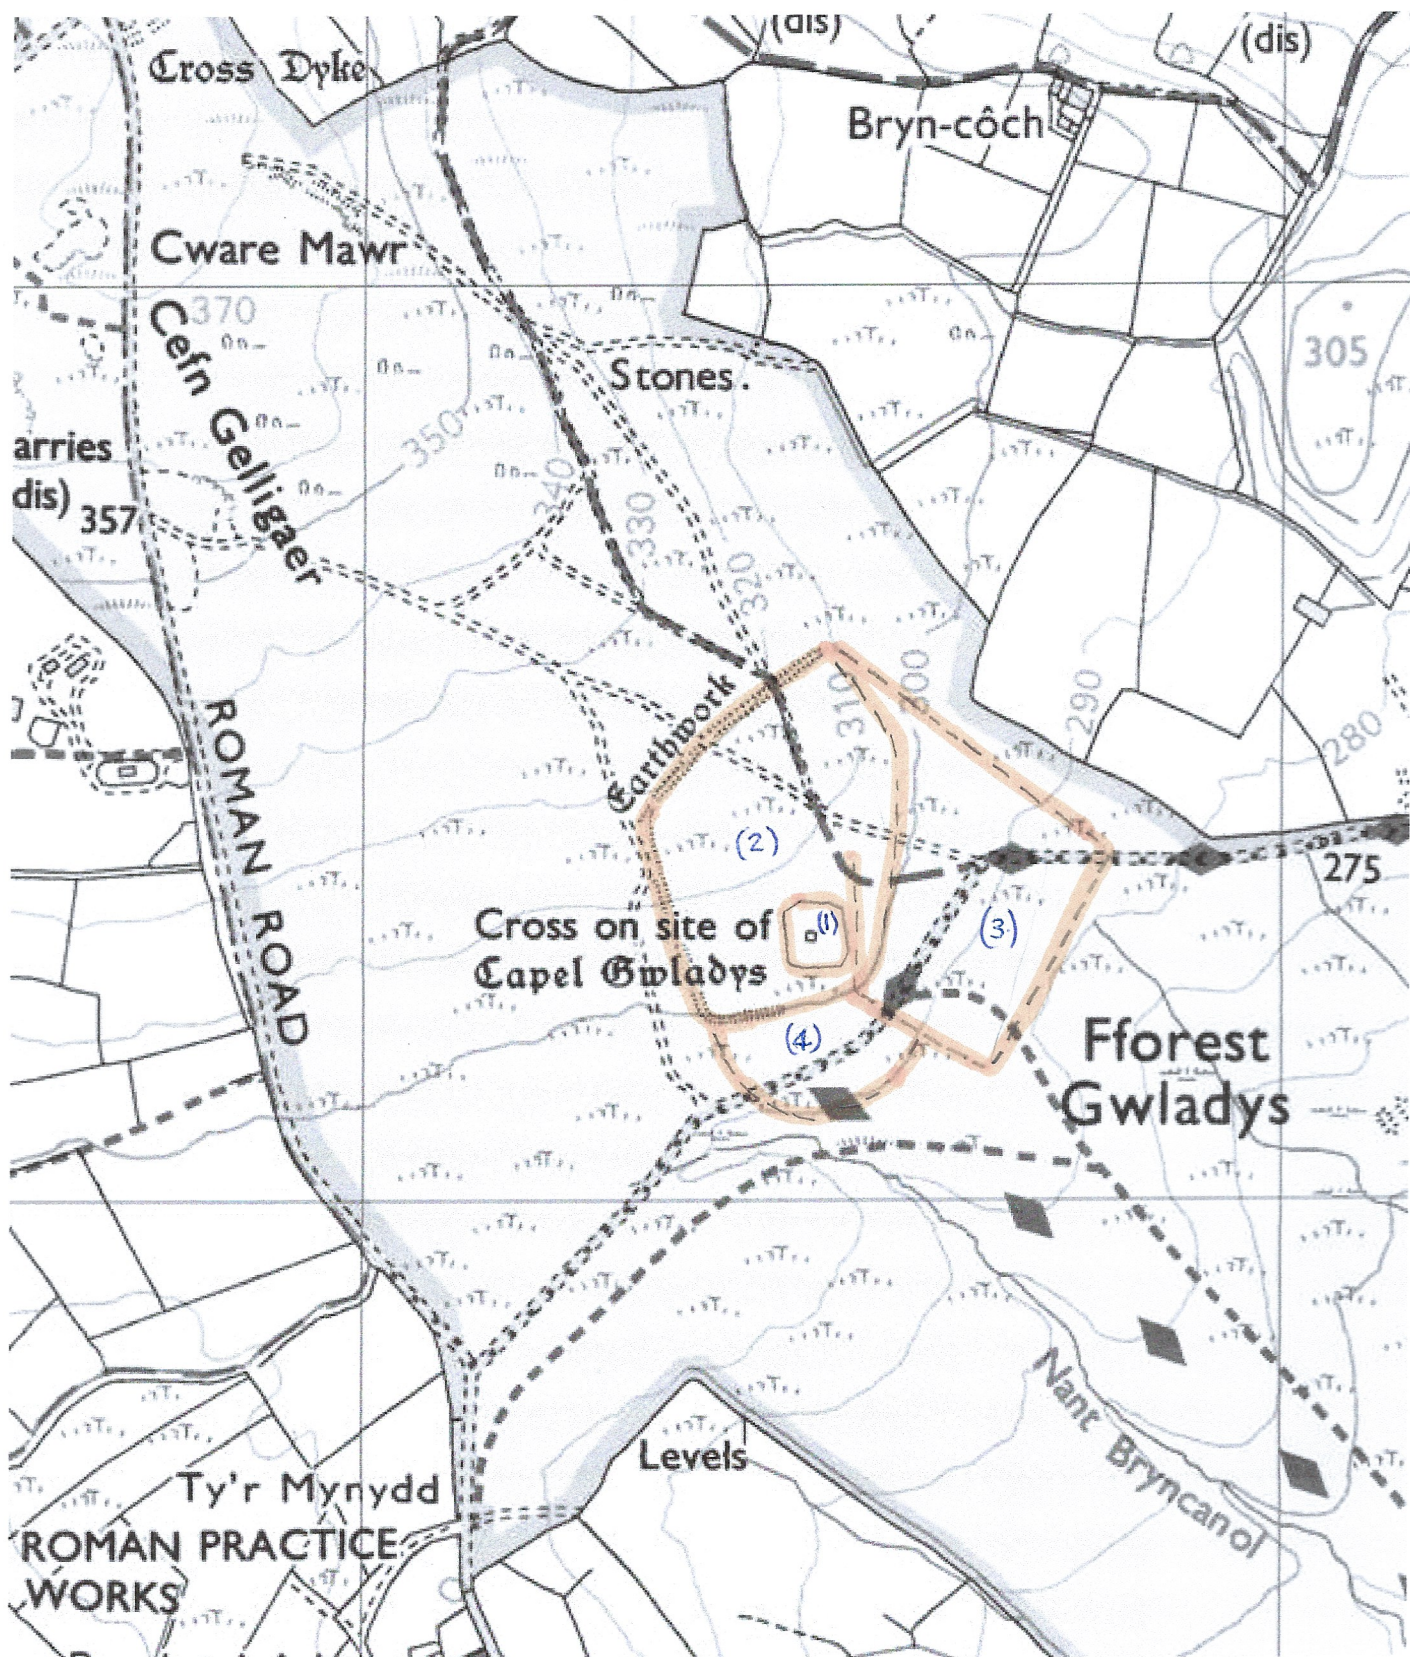 (dis)
(dis)
Cross Dyke
Bryn-côch
Cware Mawr
370
Cefn Gelligaer
305
Stones.
arries
350
(dis)
dis)
357
340
330
320
Earthwork
310
300
290
280
ROMAN ROAD
(2)
275
Cross on site of
(1)
(3)
Capel Gwladys
(4)
Fforest
Gwladys
Nant Bryncanol
Levels
Ty'r Mynydd
ROMAN PRACTICE
WORKS